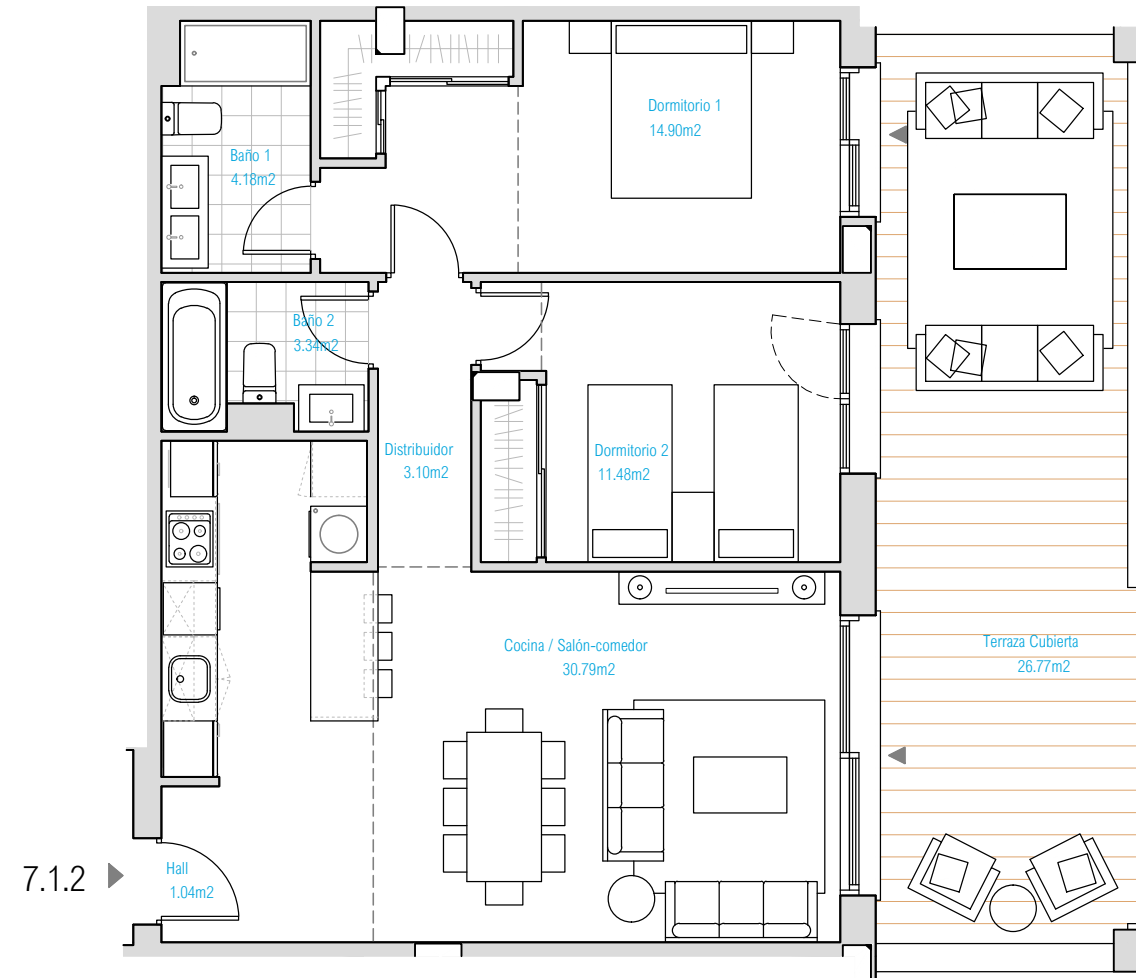 Dormitorio 1
14.90m2
Baño 1
4.18m2
Baño 2
3.34m2
Distribuidor
3.10m2
Dormitorio 2
11.48m2
Cocina / Salón-comedor
30.79m2
Terraza Cubierta
26.77m2
7.1.2
Hall
1.04m2